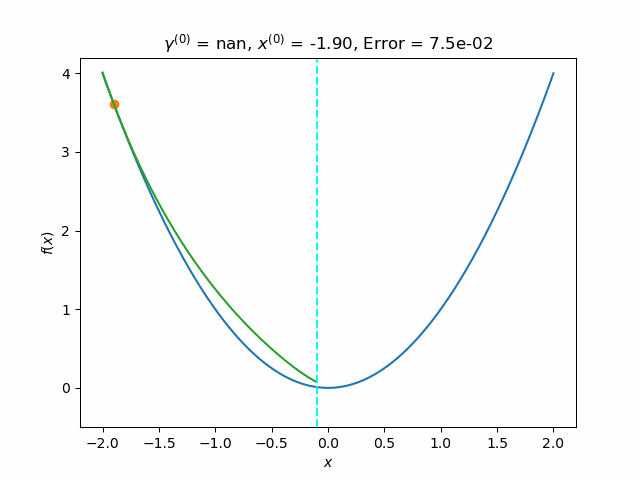 γ⁽⁰⁾ = nan, x⁽⁰⁾ = -1.90, Error = 7.5e-02
4
3
2
1
0
f(x)
−2.0 −1.5 −1.0 −0.5 0.0 0.5 1.0 1.5 2.0
x